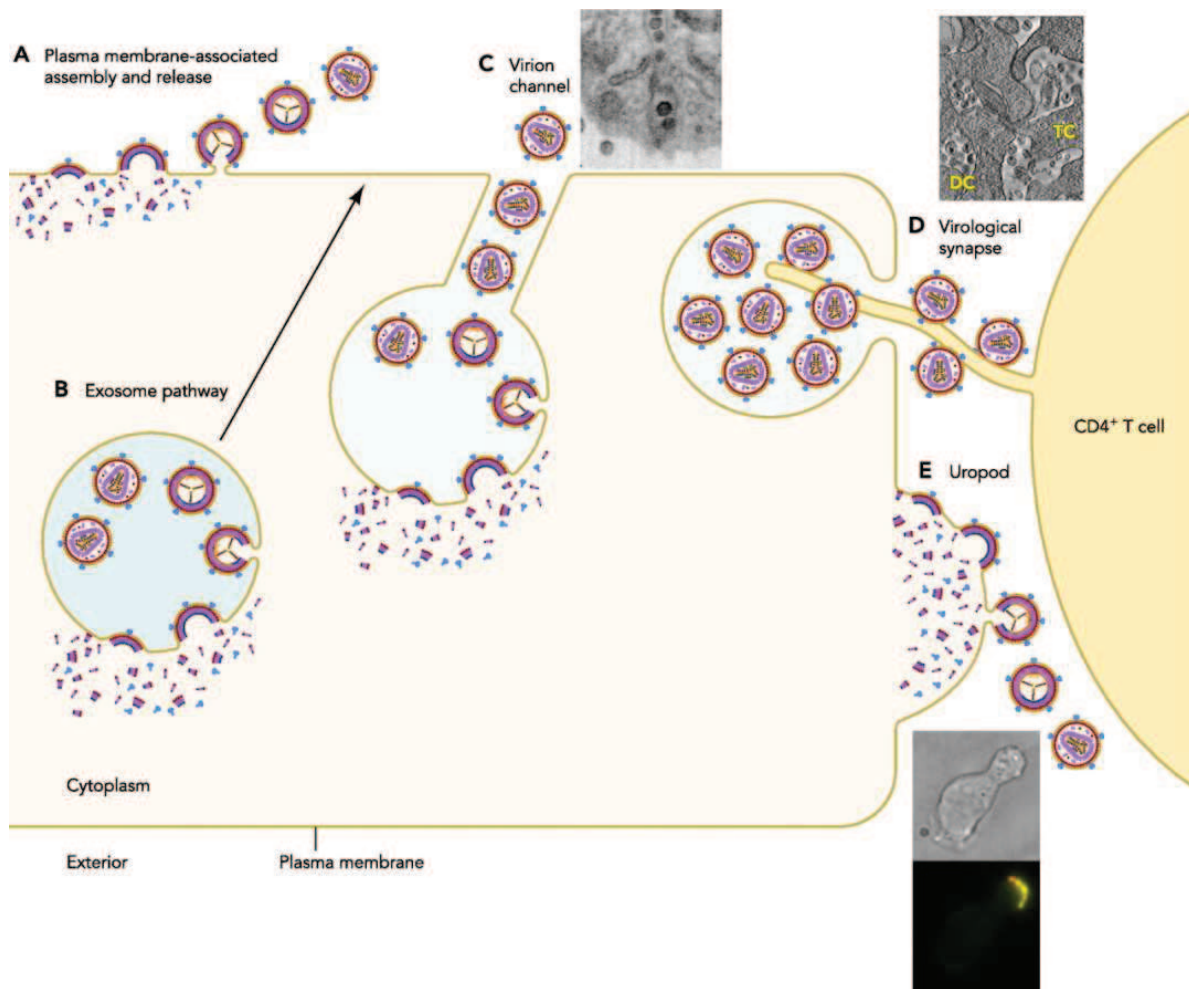 A Plasma membrane-associated
assembly and release
C Virion
channel
TC
DC
D Virological
synapse
B Exosome pathway
CD4⁺ T cell
E Uropod
Cytoplasm
Exterior
Plasma membrane